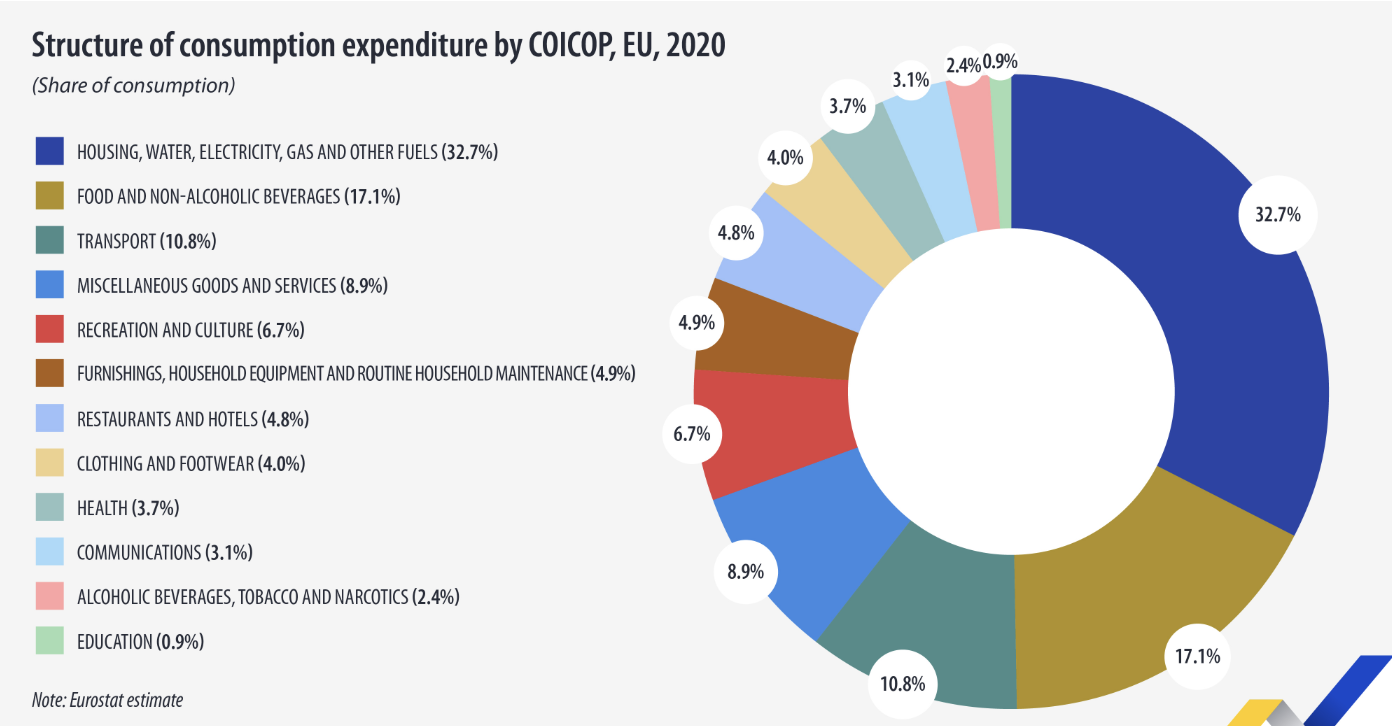 Structure of consumption expenditure by COICOP, EU, 2020
(Share of consumption)
HOUSING, WATER, ELECTRICITY, GAS AND OTHER FUELS (32.7%)
FOOD AND NON-ALCOHOLIC BEVERAGES (17.1%)
TRANSPORT (10.8%)
MISCELLANEOUS GOODS AND SERVICES (8.9%)
RECREATION AND CULTURE (6.7%)
FURNISHINGS, HOUSEHOLD EQUIPMENT AND ROUTINE HOUSEHOLD MAINTENANCE (4.9%)
RESTAURANTS AND HOTELS (4.8%)
CLOTHING AND FOOTWEAR (4.0%)
HEALTH (3.7%)
COMMUNICATIONS (3.1%)
ALCOHOLIC BEVERAGES, TOBACCO AND NARCOTICS (2.4%)
EDUCATION (0.9%)
Note: Eurostat estimate
32.7%
17.1%
10.8%
8.9%
6.7%
4.9%
4.8%
4.0%
3.7%
3.1%
2.4%
0.9%